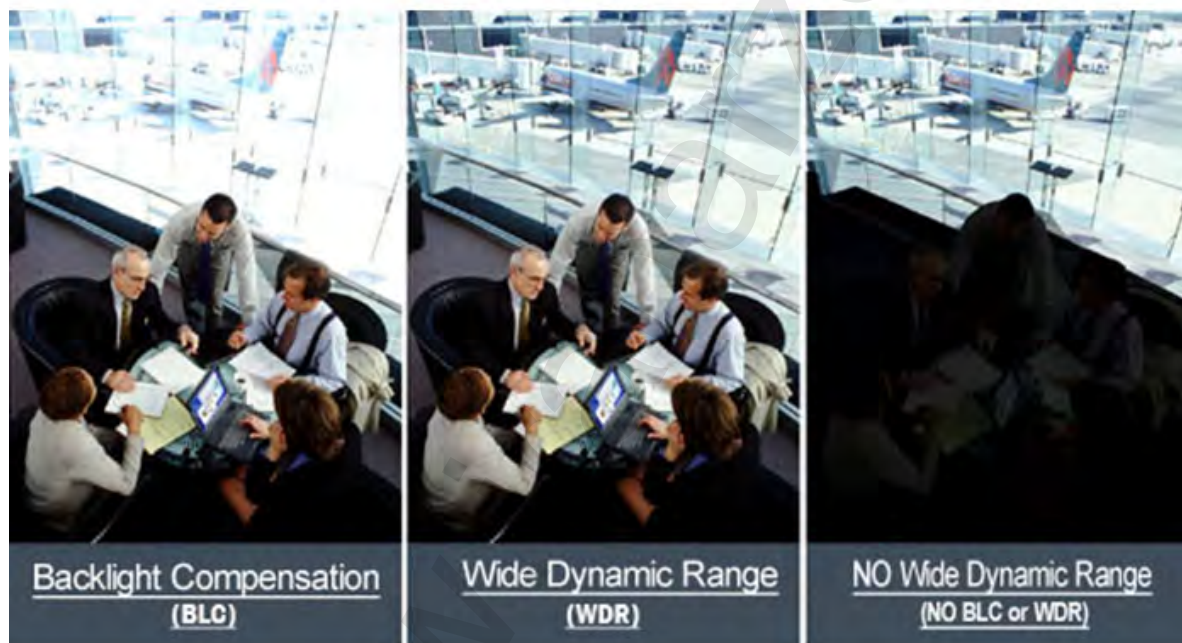 Backlight Compensation
(BLC)
Wide Dynamic Range
(WDR)
NO Wide Dynamic Range
(NO BLC or WDR)